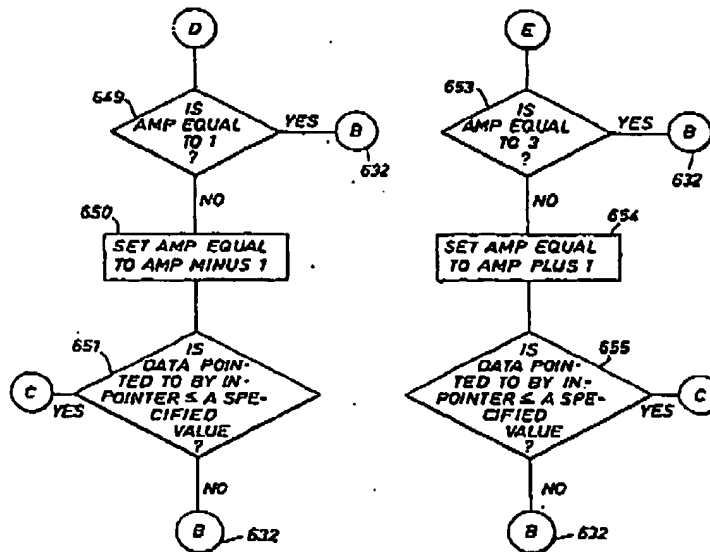 D
649
IS
AMP EQUAL
TO 1
?
YES
B
632
NO
650
SET AMP EQUAL
TO AMP MINUS 1
651
IS
DATA POIN-
TED TO BY IN-
POINTER ≤ A SPE-
CIFIED
VALUE
?
C
YES
NO
B
632
E
653
IS
AMP EQUAL
TO 3
?
YES
B
632
NO
654
SET AMP EQUAL
TO AMP PLUS 1
655
IS
DATA POIN-
TED TO BY IN-
POINTER ≤ A SPE-
CIFIED
VALUE
?
YES
C
NO
B
632